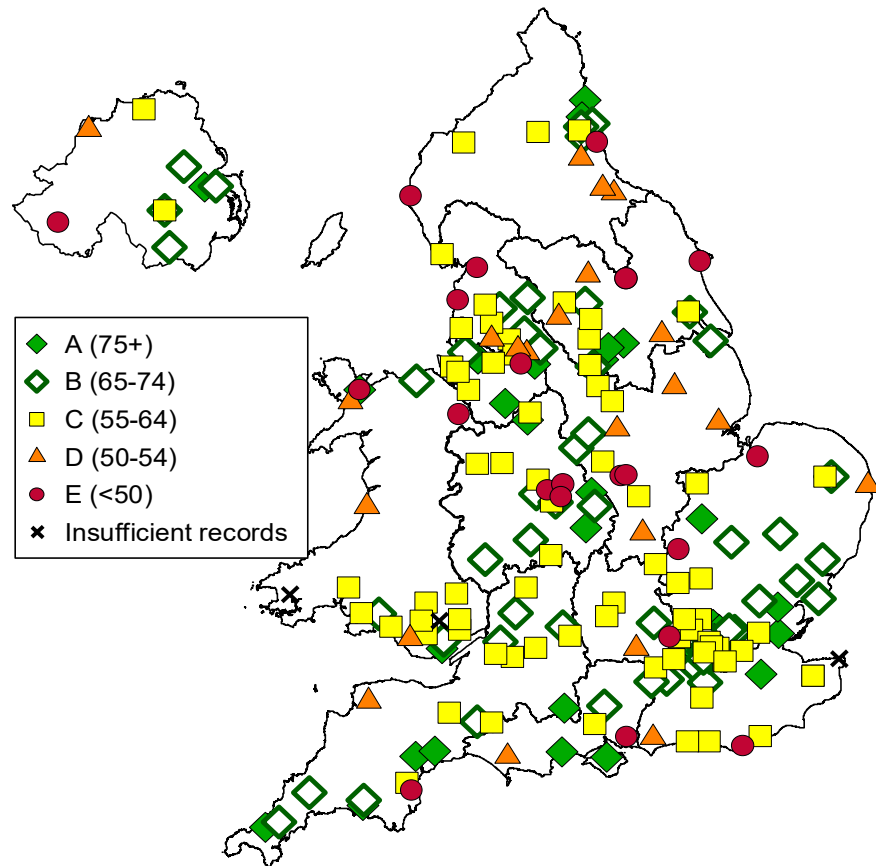 A (75+)
B (65-74)
C (55-64)
D (50-54)
E (<50)
Insufficient records